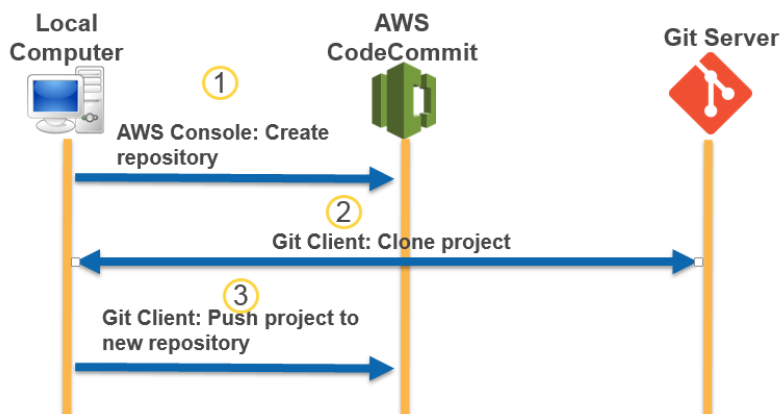 Local
Computer
AWS
CodeCommit
Git Server
1
AWS Console: Create
repository
2
Git Client: Clone project
3
Git Client: Push project to
new repository